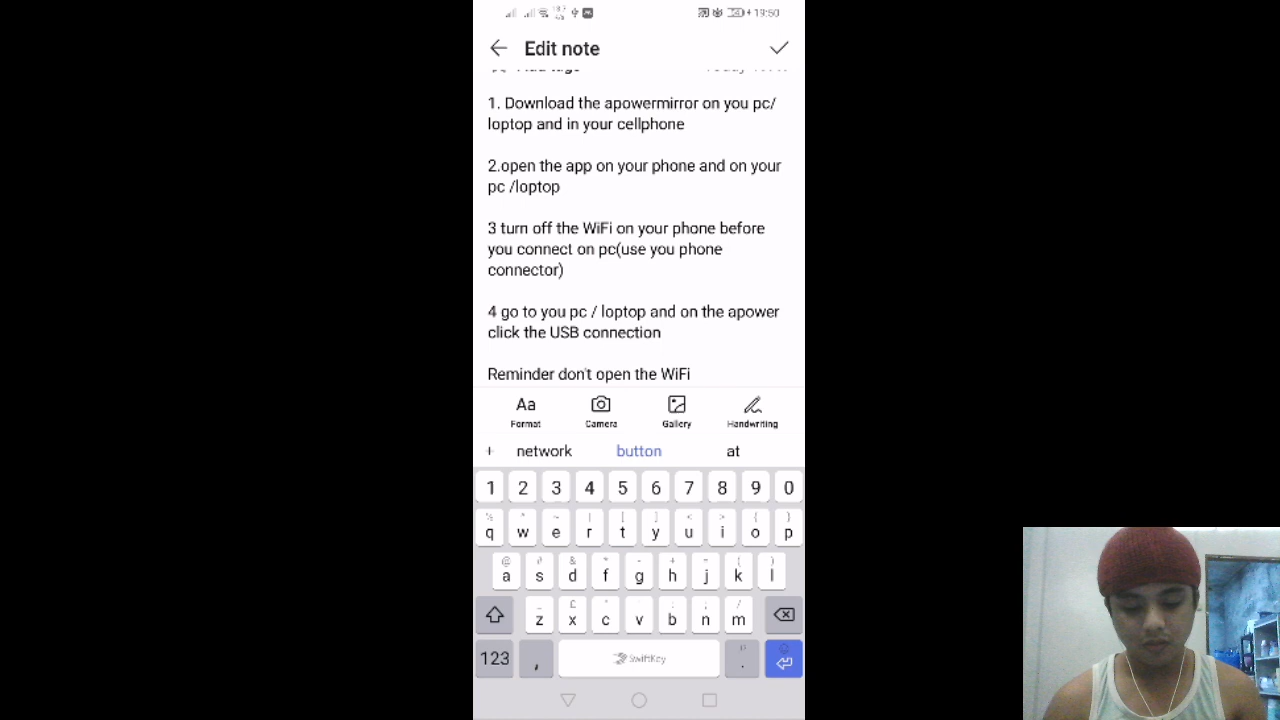 19:50
Edit note
1. Download the apowermirror on you pc/
loptop and in your cellphone
2.open the app on your phone and on your
pc /loptop
3 turn off the WiFi on your phone before
you connect on pc(use you phone
connector)
4 go to you pc / loptop and on the apower
click the USB connection
Reminder don't open the WiFi
Aa
Format Camera Gallery Handwriting
+ network button at
1 2 3 4 5 6 7 8 9 0
q w e r t y u i o p
a s d f g h j k l
z x c v b n m
123 , SwiftKey .